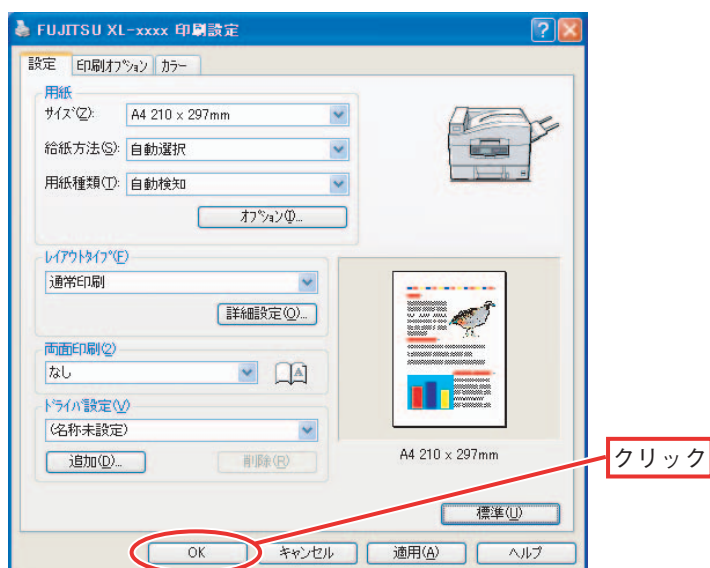 FUJITSU XL-xxxx 印刷設定
設定 印刷ｵﾌﾟｼｮﾝ ｶﾗｰ
用紙
ｻｲｽﾞ(Z): A4 210 x 297mm
給紙方法(S): 自動選択
用紙種類(T): 自動検知
ｵﾌﾟｼｮﾝ(I)...
ﾚｲｱｳﾄﾀｲﾌﾟ(F)
通常印刷
詳細設定(O)...
両面印刷(2)
なし
A
ﾄﾞﾗｲﾊﾞ設定(V)
(名称未設定)
追加(D)...
削除(R)
A4 210 x 297mm
クリック
標準(U)
OK キャンセル 適用(A) ヘルプ